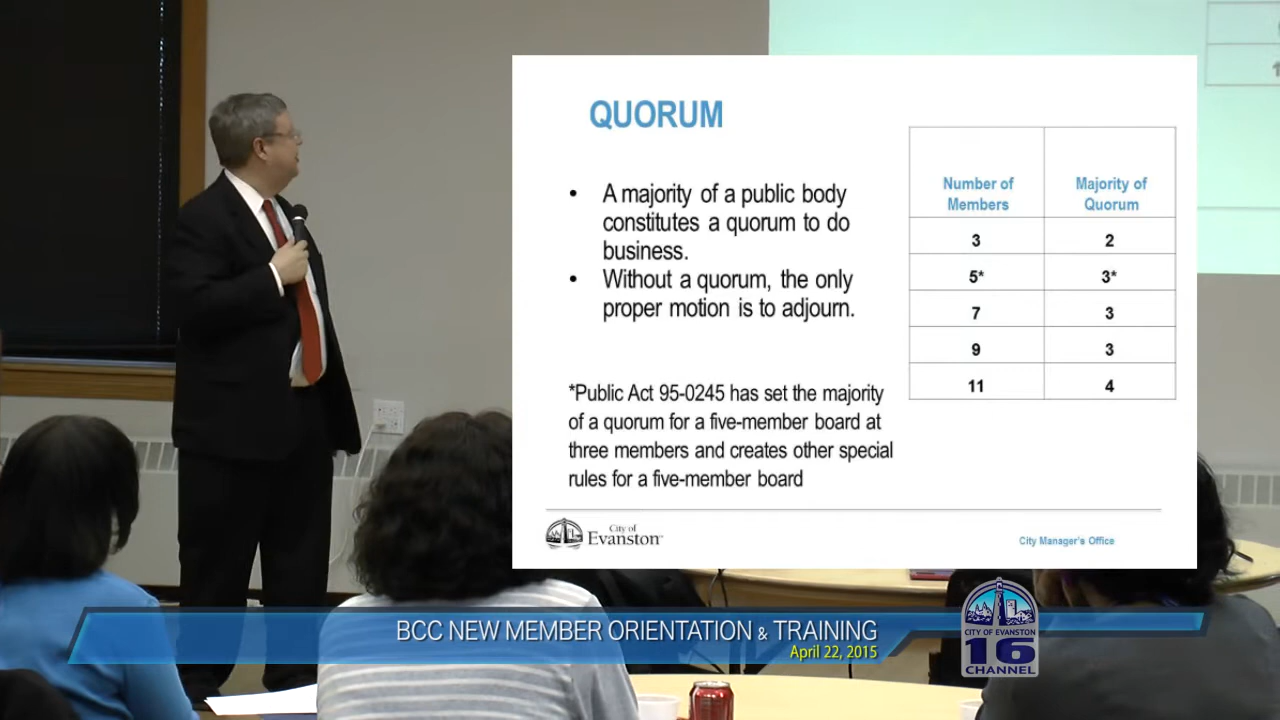 QUORUM
• A majority of a public body
constitutes a quorum to do
business.
• Without a quorum, the only
proper motion is to adjourn.
*Public Act 95-0245 has set the majority
of a quorum for a five-member board at
three members and creates other special
rules for a five-member board
Number of Members Majority of Quorum
3 2
5* 3*
7 3
9 3
11 4
City of
Evanston
City Manager's Office
BCC NEW MEMBER ORIENTATION & TRAINING
April 22, 2015
CITY OF EVANSTON
16
CHANNEL